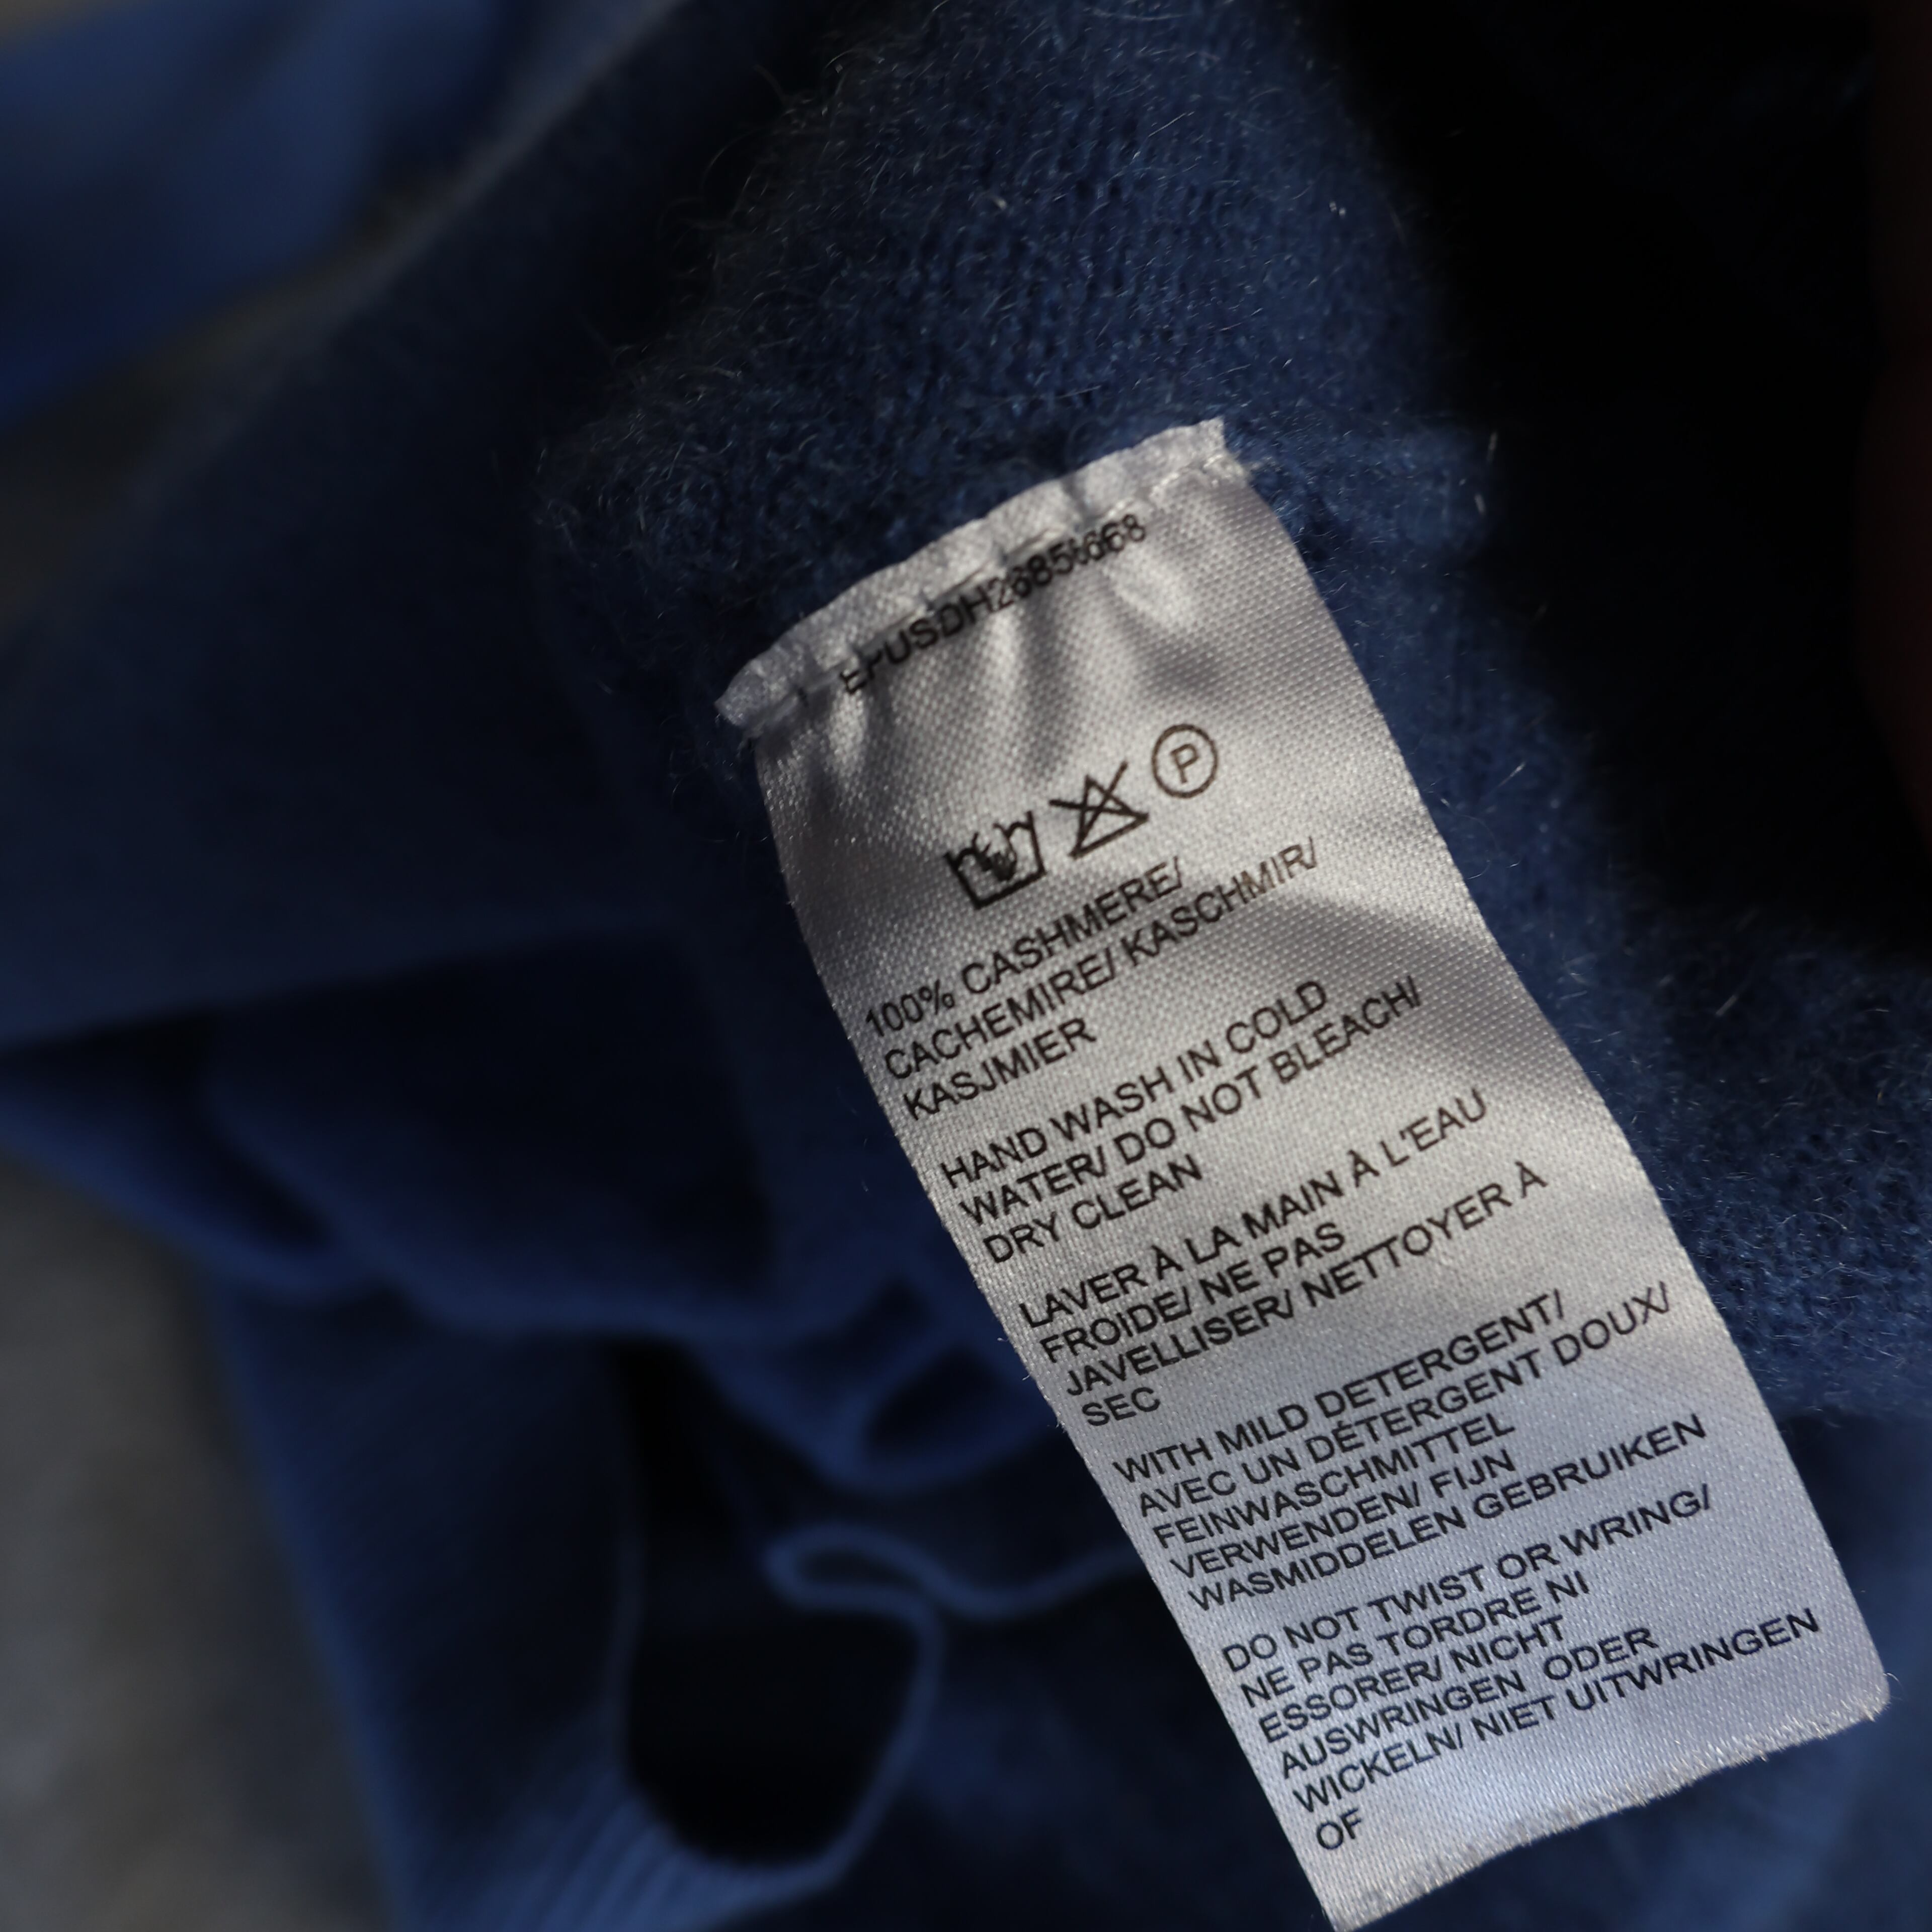 P
100% CASHMERE/
CACHEMIRE/ KASCHMIR/
KASJMIER
HAND WASH IN COLD
WATER/ DO NOT BLEACH/
DRY CLEAN
LAVER À LA MAIN À L'EAU
FROIDE/ NE PAS
JAVELLISER/ NETTOYER À
SEC
WITH MILD DETERGENT/
AVEC UN DÉTERGENT DOUX/
FEINWASCHMITTEL
VERWENDEN/ FIJN
WASMIDDELEN GEBRUIKEN
DO NOT TWIST OR WRING/
NE PAS TORDRE NI
ESSORER/ NICHT
AUSWRINGEN ODER
WICKELN/ NIET UITWRINGEN
OF